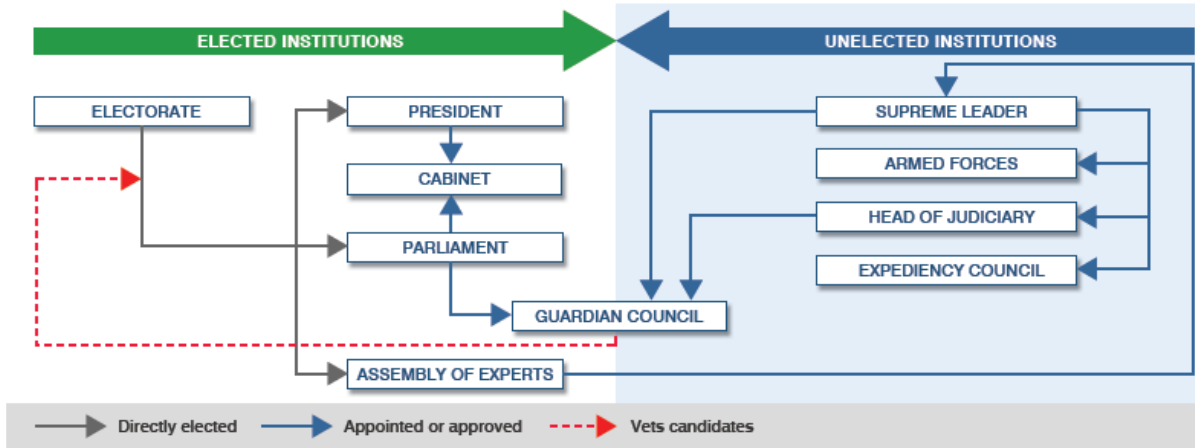 ELECTED INSTITUTIONS
UNELECTED INSTITUTIONS
ELECTORATE
PRESIDENT
SUPREME LEADER
CABINET
ARMED FORCES
PARLIAMENT
HEAD OF JUDICIARY
EXPEDIENCY COUNCIL
GUARDIAN COUNCIL
ASSEMBLY OF EXPERTS
Directly elected
Appointed or approved
Vets candidates